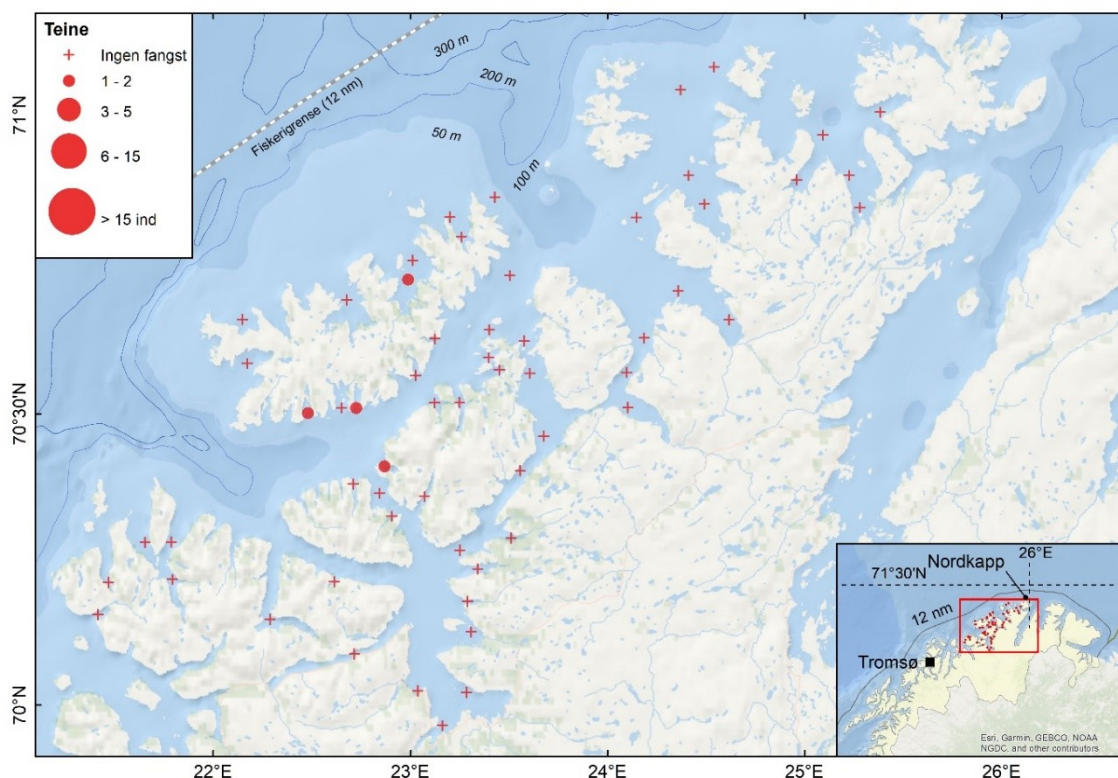 Teine
Ingen fangst
1 - 2
3 - 5
6 - 15
> 15 ind
Fiskerigrense (12 nm)
300 m
200 m
50 m
100 m
71°N
70°30'N
70°N
22°E
23°E
24°E
25°E
26°E
Nordkapp
26°E
71°30'N
12 nm
Tromsø
Esri, Garmin, GEBCO, NOAA
NGDC, and other contributors